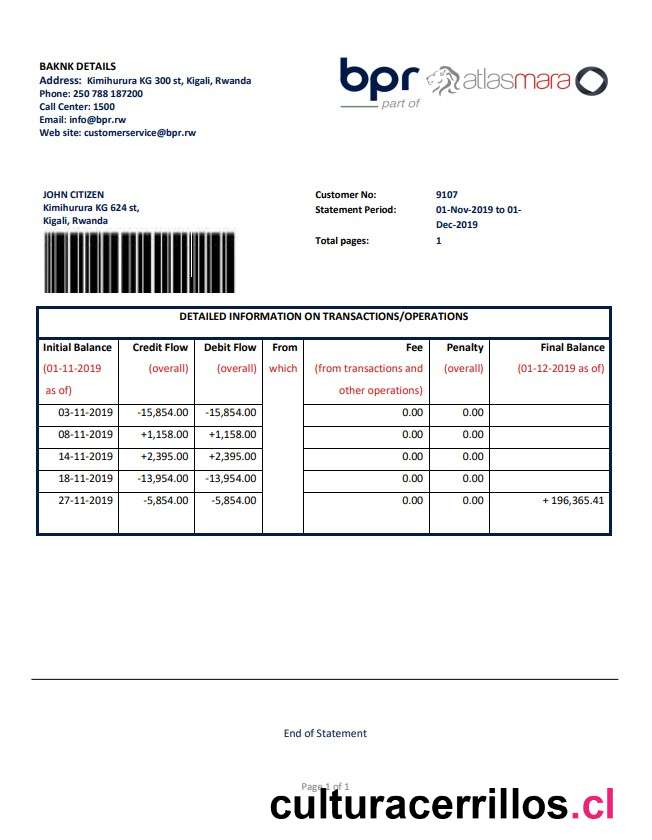 BAKNK DETAILS
Address: Kimihurura KG 300 st, Kigali, Rwanda
Phone: 250 788 187200
Call Center: 1500
Email: info@bpr.rw
Web site: customerservice@bpr.rw
bpr
part of
atlasmara
JOHN CITIZEN
Kimihurura KG 624 st,
Kigali, Rwanda
Customer No: 9107
Statement Period: 01-Nov-2019 to 01-
Dec-2019
Total pages: 1
DETAILED INFORMATION ON TRANSACTIONS/OPERATIONS
Initial Balance Credit Flow Debit Flow From Fee Penalty Final Balance
(01-11-2019 (overall) (overall) which (from transactions and (overall) (01-12-2019 as of)
as of) other operations)
03-11-2019 -15,854.00 -15,854.00 0.00 0.00
08-11-2019 +1,158.00 +1,158.00 0.00 0.00
14-11-2019 +2,395.00 +2,395.00 0.00 0.00
18-11-2019 -13,954.00 -13,954.00 0.00 0.00
27-11-2019 -5,854.00 -5,854.00 0.00 0.00 + 196,365.41
End of Statement
Page 1 of 1
culturacerrillos.cl